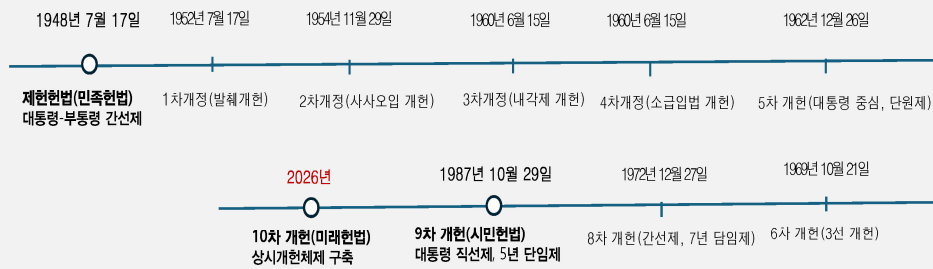 1948년 7월 17일
1952년 7월 17일
1954년 11월 29일
1960년 6월 15일
1960년 6월 15일
1962년 12월 26일
제헌헌법(민족헌법)
대통령-부통령 간선제
1차개정(발췌개헌)
2차개정(사사오입 개헌)
3차개정(내각제 개헌)
4차개정(소급입법 개헌)
5차 개헌(대통령 중심, 단원제)
2026년
1987년 10월 29일
1972년 12월 27일
1969년 10월 21일
10차 개헌(미래헌법)
상시개헌체제 구축
9차 개헌(시민헌법)
대통령 직선제, 5년 단임제
8차 개헌(간선제, 7년 담임제)
6차 개헌(3선 개헌)